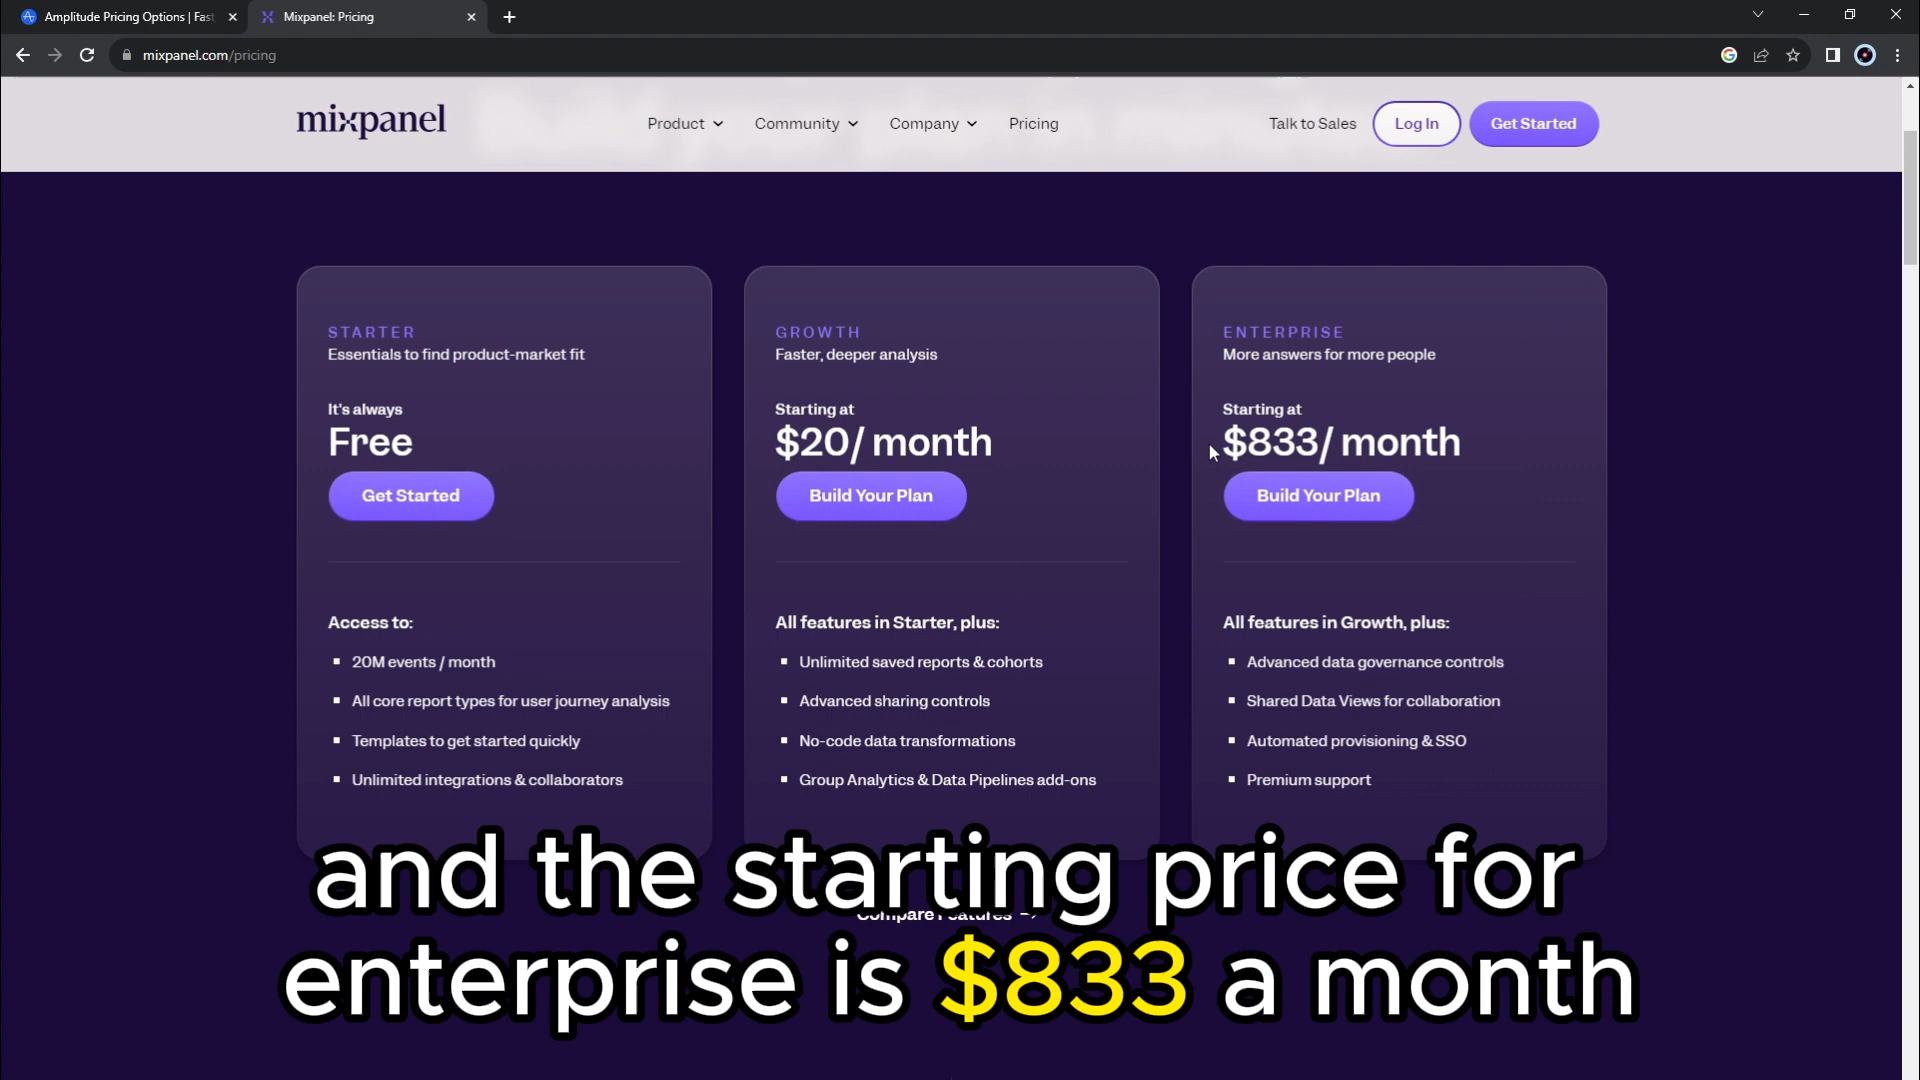 Amplitude Pricing Options | Fast
Mixpanel: Pricing
mixpanel.com/pricing
mixpanel
Product
Community
Company
Pricing
Talk to Sales
Log In
Get Started
STARTER
Essentials to find product-market fit
It's always
Free
Get Started
Access to:
20M events / month
All core report types for user journey analysis
Templates to get started quickly
Unlimited integrations & collaborators
GROWTH
Faster, deeper analysis
Starting at
$20/ month
Build Your Plan
All features in Starter, plus:
Unlimited saved reports & cohorts
Advanced sharing controls
No-code data transformations
Group Analytics & Data Pipelines add-ons
ENTERPRISE
More answers for more people
Starting at
$833/ month
Build Your Plan
All features in Growth, plus:
Advanced data governance controls
Shared Data Views for collaboration
Automated provisioning & SSO
Premium support
Compare Features
and the starting price for
enterprise is $833 a month